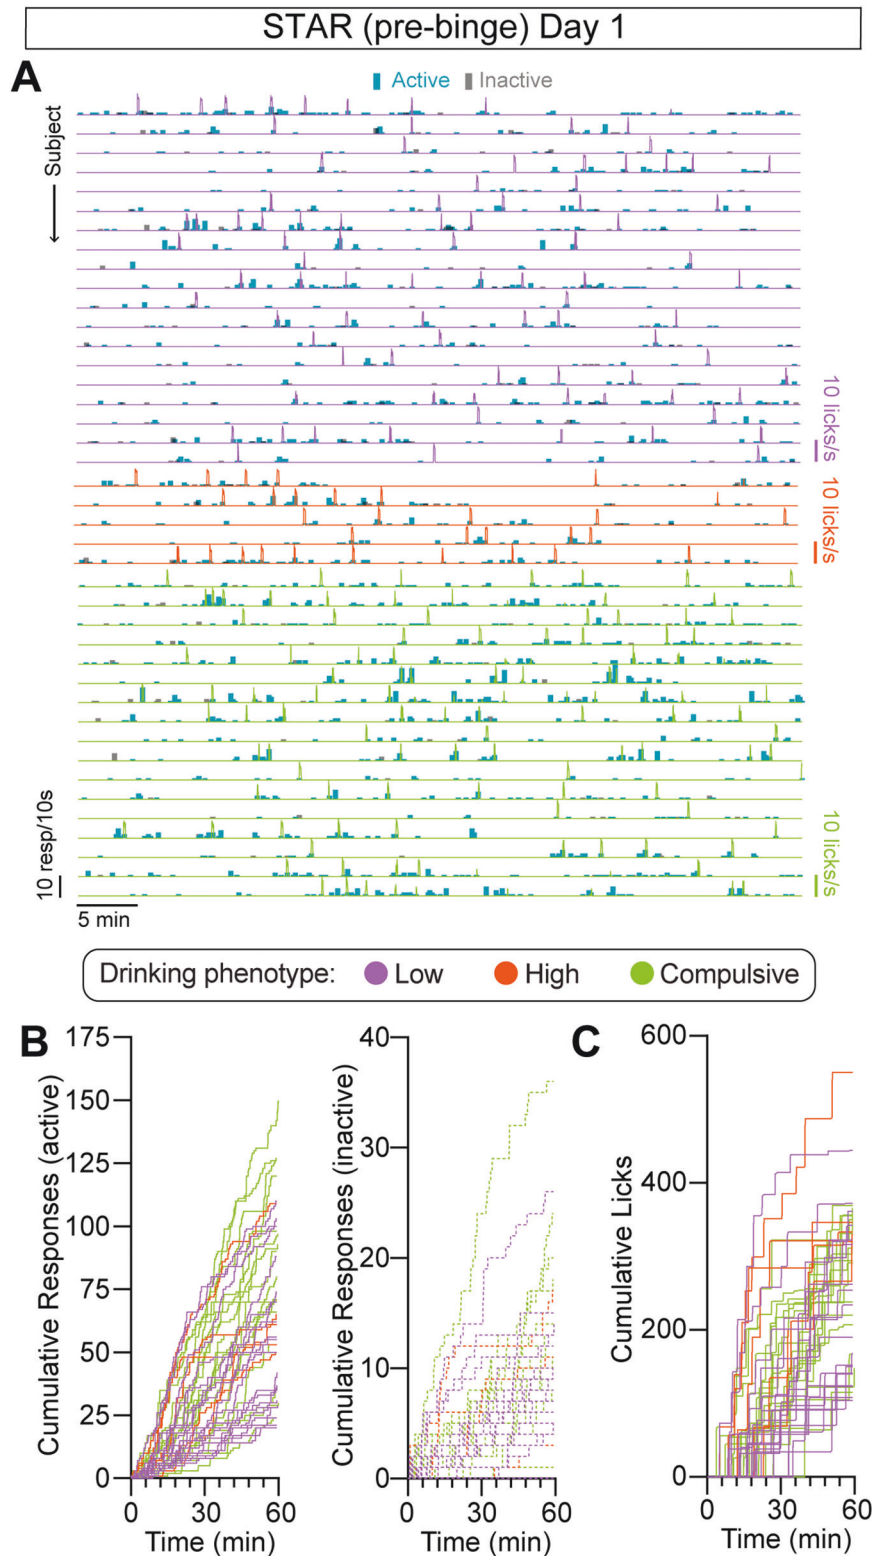 STAR (pre-binge) Day 1
A
Active Inactive
Subject
10 licks/s
10 licks/s
10 licks/s
10 resp/10s
5 min
Drinking phenotype: Low High Compulsive
B
Cumulative Responses (active)
175
150
125
100
75
50
25
0
0 30 60
Time (min)
Cumulative Responses (inactive)
40
30
20
10
0
0 30 60
Time (min)
C
Cumulative Licks
600
400
200
0
0 30 60
Time (min)